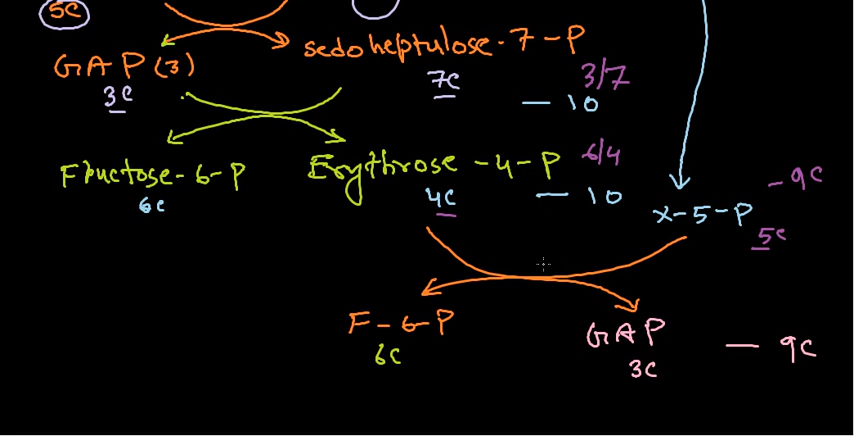 5C
GAP (3) sedoheptulose-7-P
3C 7C 3/7
— 10
Fructose-6-P Erythrose-4-P 6/4
6C 4C — 10
x-5-P - 9C
5C
F-6-P GAP — 9C
6C 3C